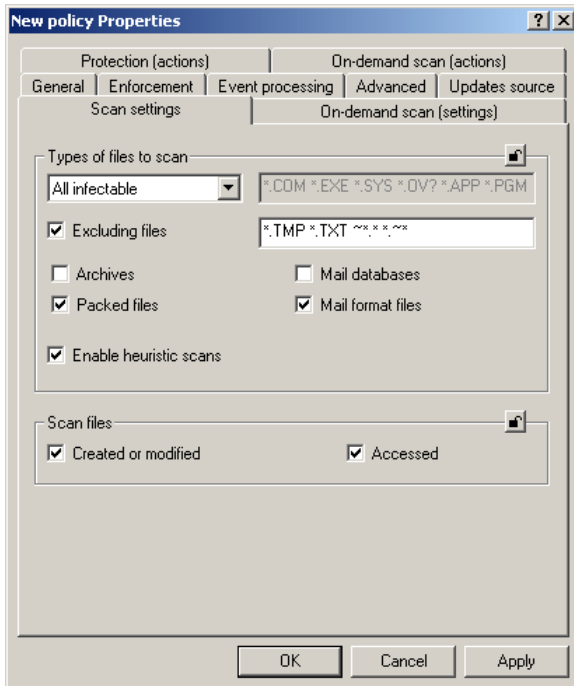 New policy Properties
Protection (actions) On-demand scan (actions)
General Enforcement Event processing Advanced Updates source
Scan settings On-demand scan (settings)
Types of files to scan
All infectable *.COM *.EXE *.SYS *.OV? *.APP *.PGM
Excluding files *.TMP *.TXT ~*.* *.~*
Archives Mail databases
Packed files Mail format files
Enable heuristic scans
Scan files
Created or modified Accessed
OK Cancel Apply